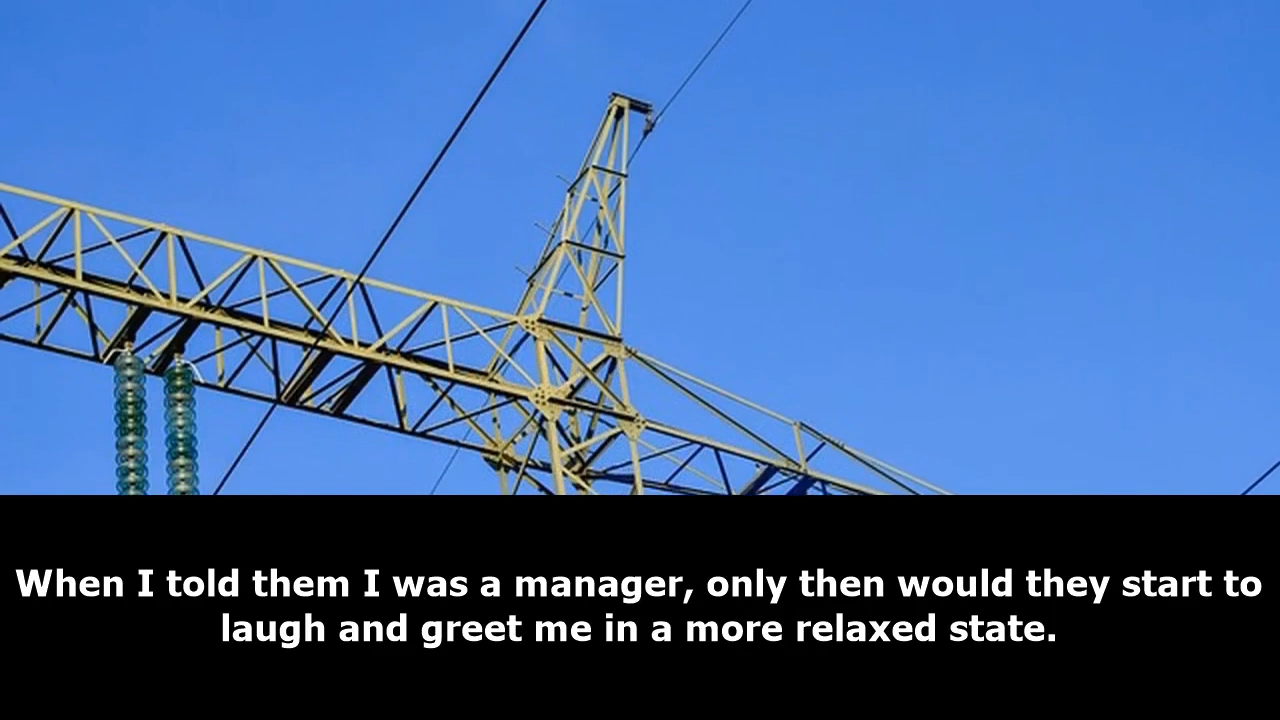 When I told them I was a manager, only then would they start to
laugh and greet me in a more relaxed state.